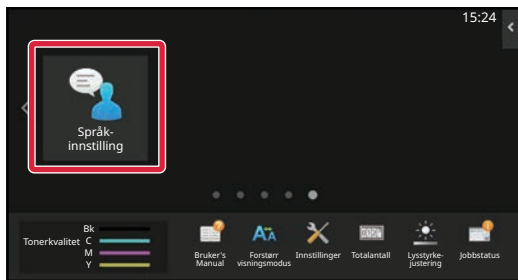 15:24
Språk-
innstilling
Bk
Tonerkvalitet C
M
Y
Bruker's
Manual
Forstørr
visningsmodus
Innstillinger
Totalantall
Lysstyrke-
justering
Jobbstatus